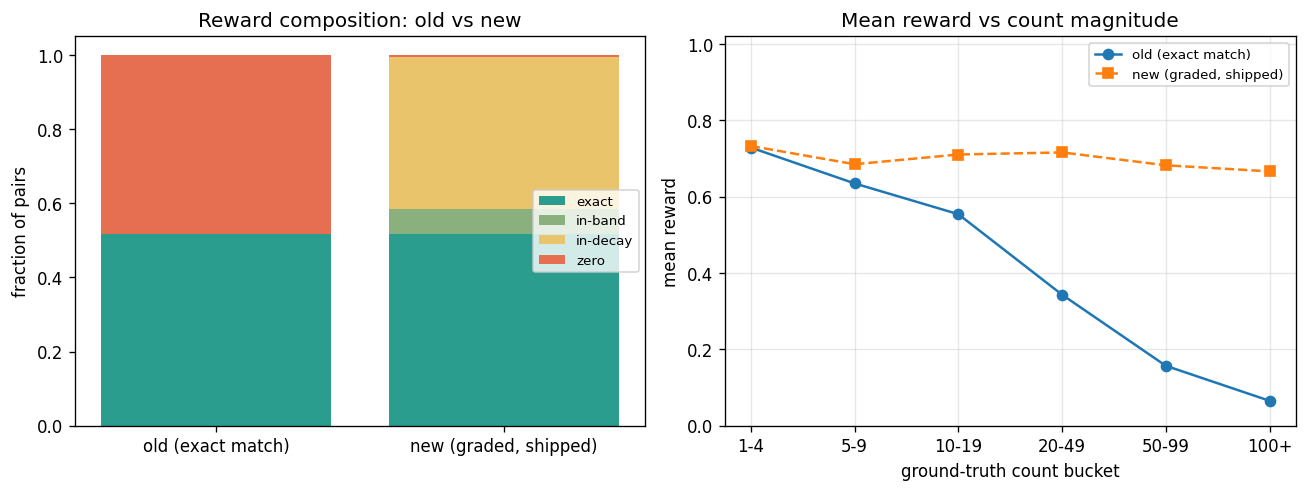 Reward composition: old vs new
fraction of pairs
1.0
0.8
0.6
0.4
0.2
0.0
exact
in-band
in-decay
zero
old (exact match)
new (graded, shipped)
Mean reward vs count magnitude
mean reward
1.0
0.8
0.6
0.4
0.2
0.0
old (exact match)
new (graded, shipped)
1-4
5-9
10-19
20-49
50-99
100+
ground-truth count bucket